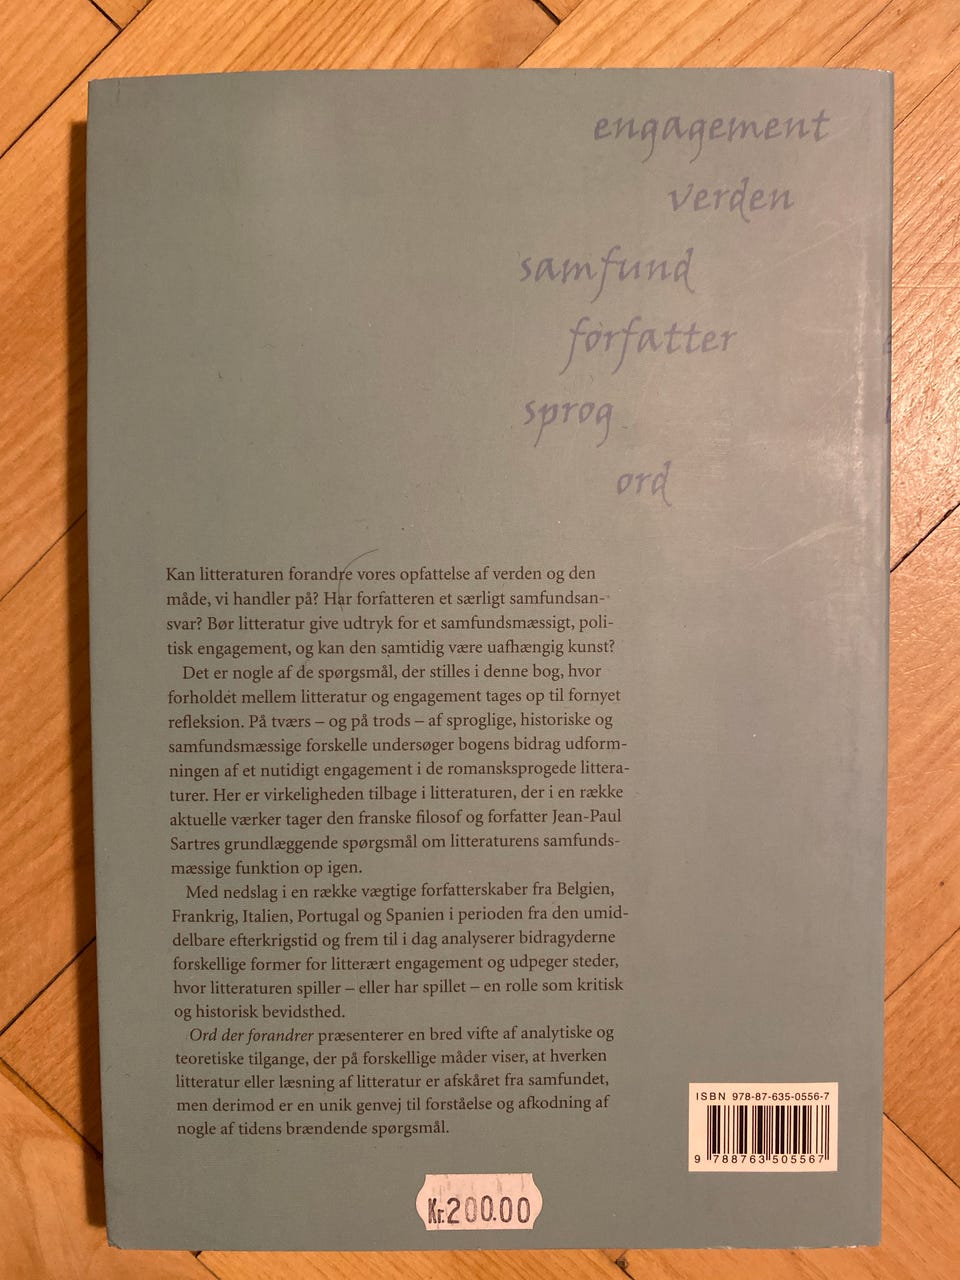 engagement
verden
samfund
forfatter
sprog
ord
Kan litteraturen forandre vores opfattelse af verden og den
måde, vi handler på? Har forfatteren et særligt samfundsan-
svar? Bør litteratur give udtryk for et samfundsmæssigt, poli-
tisk engagement, og kan den samtidig være uafhængig kunst?
Det er nogle af de spørgsmål, der stilles i denne bog, hvor
forholdet mellem litteratur og engagement tages op til fornyet
refleksion. På tværs – og på trods – af sproglige, historiske og
samfundsmæssige forskelle undersøger bogens bidrag udform-
ningen af et nutidigt engagement i de romansksprogede littera-
turer. Her er virkeligheden tilbage i litteraturen, der i en række
aktuelle værker tager den franske filosof og forfatter Jean-Paul
Sartres grundlæggende spørgsmål om litteraturens samfunds-
mæssige funktion op igen.
Med nedslag i en række vægtige forfatterskaber fra Belgien,
Frankrig, Italien, Portugal og Spanien i perioden fra den umid-
delbare efterkrigstid og frem til i dag analyserer bidragyderne
forskellige former for litterært engagement og udpeger steder,
hvor litteraturen spiller – eller har spillet – en rolle som kritisk
og historisk bevidsthed.
Ord der forandrer præsenterer en bred vifte af analytiske og
teoretiske tilgange, der på forskellige måder viser, at hverken
litteratur eller læsning af litteratur er afskåret fra samfundet,
men derimod er en unik genvej til forståelse og afkodning af
nogle af tidens brændende spørgsmål.
ISBN 978-87-635-0556-7
9 788763 505567
Kr.200.00